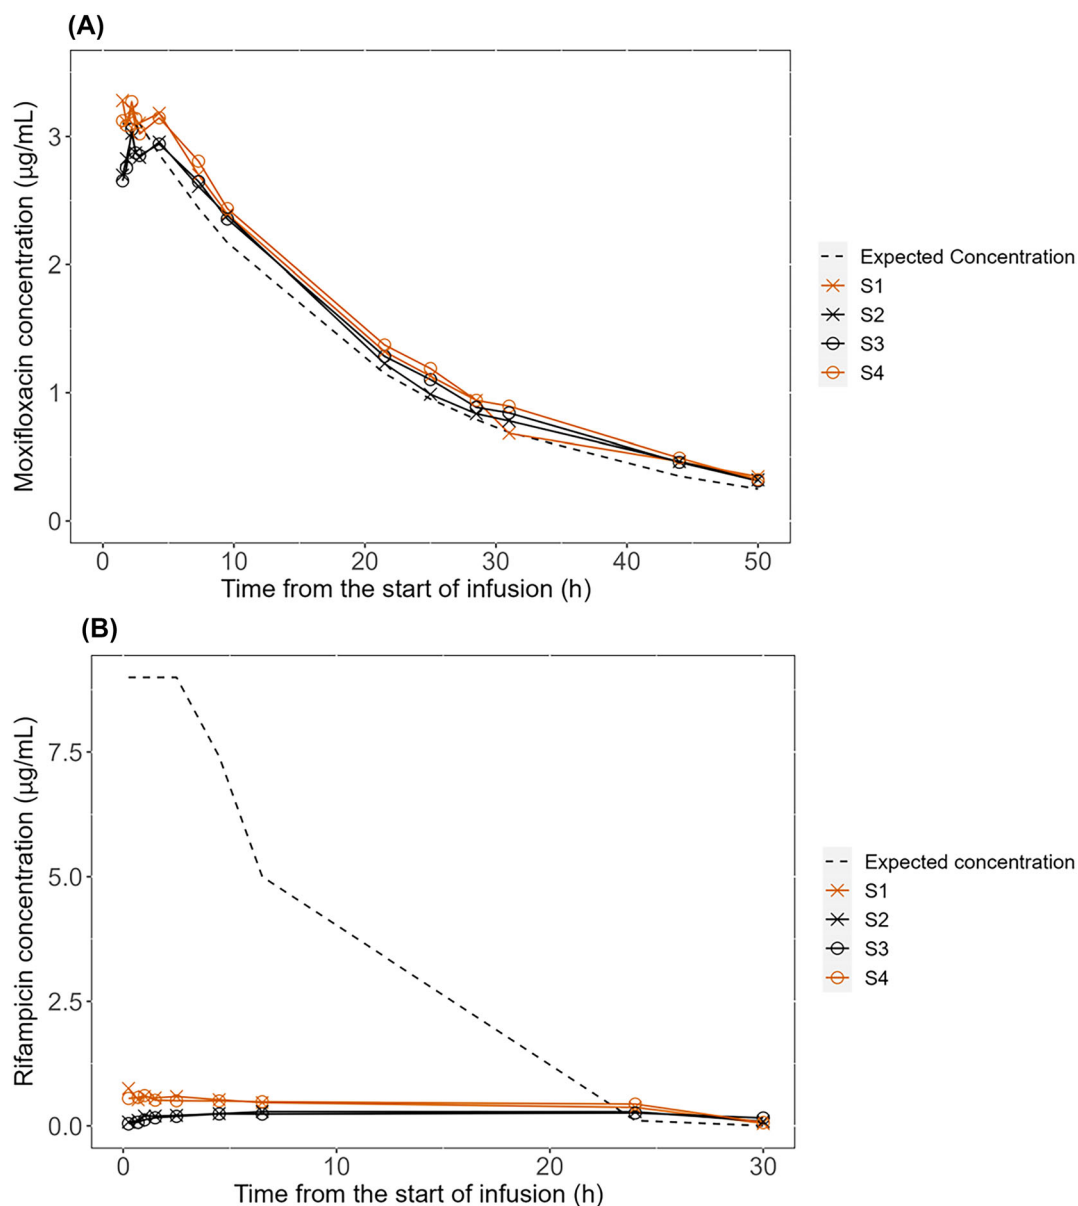 (A)
Moxifloxacin concentration (µg/mL)
3
2
1
0
0 10 20 30 40 50
Time from the start of infusion (h)
Expected Concentration
S1
S2
S3
S4
(B)
Rifampicin concentration (µg/mL)
7.5
5.0
2.5
0.0
0 10 20 30
Time from the start of infusion (h)
Expected concentration
S1
S2
S3
S4